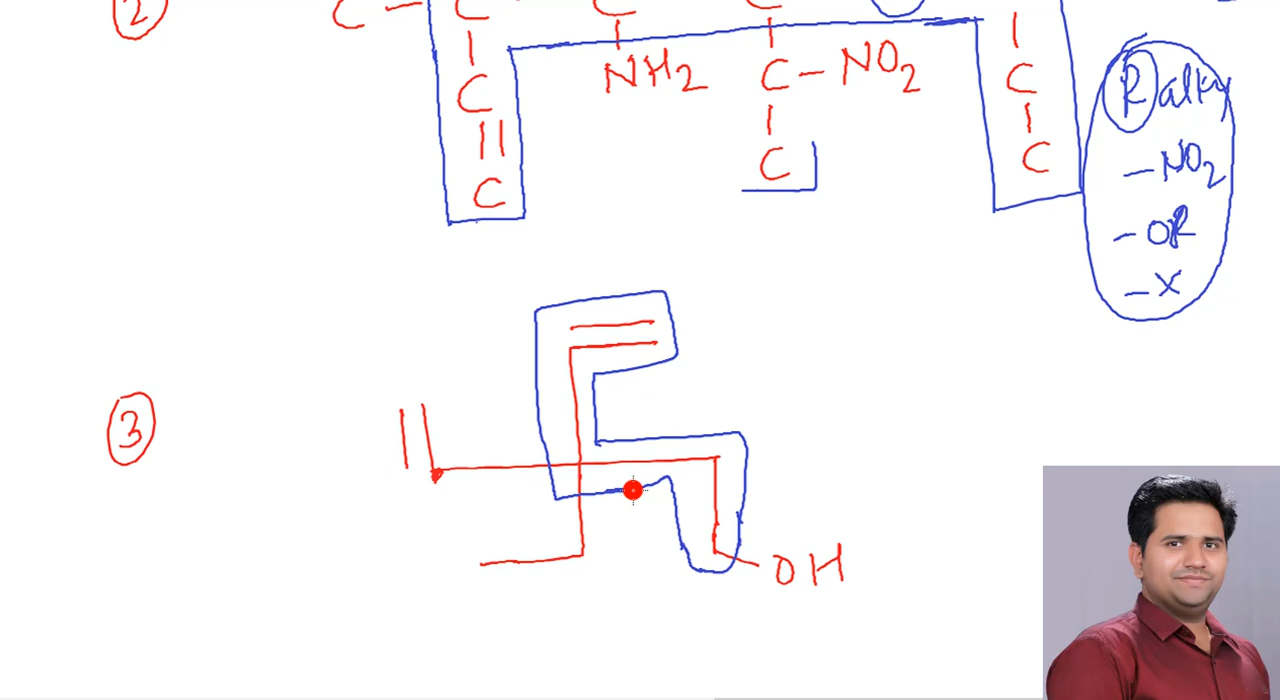 2
C – C C C
C NH2 C – NO2 C
C C C
R alky
– NO2
– OR
– X
3
OH